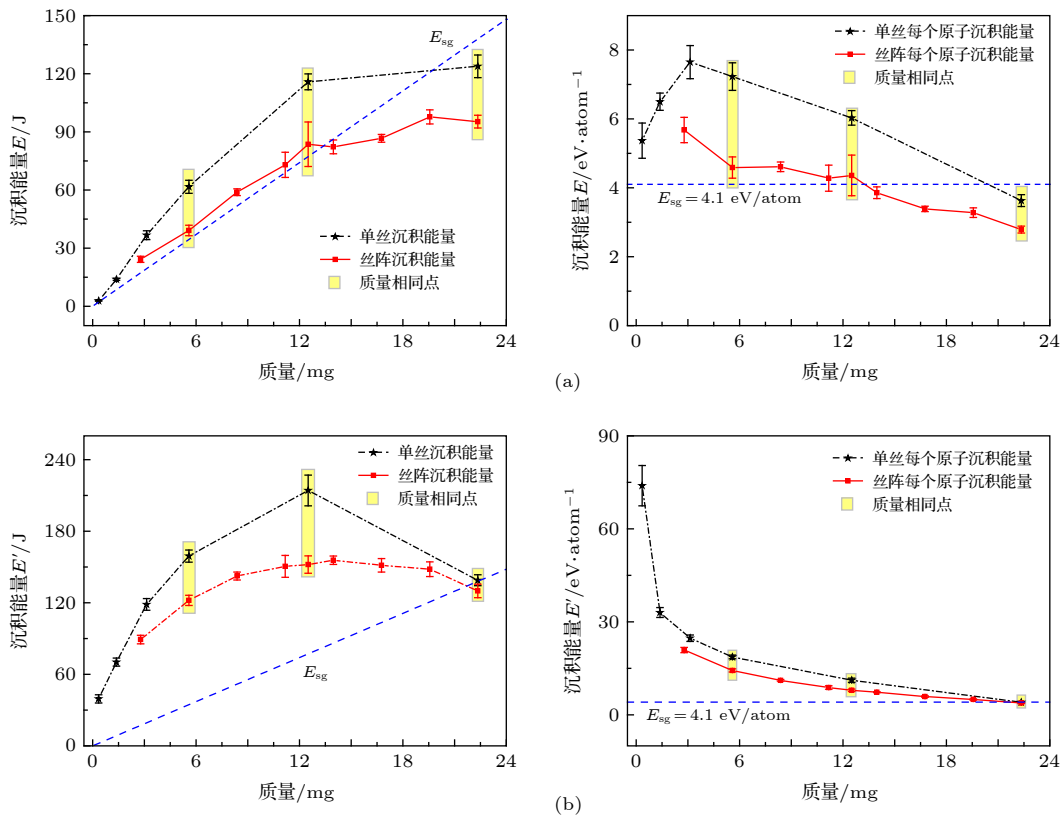 150
120
90
60
30
0
沉积能量E/J
E_sg
单丝沉积能量
丝阵沉积能量
质量相同点
0 6 12 18 24
质量/mg
8
6
4
2
0
沉积能量E/eV·atom⁻¹
单丝每个原子沉积能量
丝阵每个原子沉积能量
质量相同点
E_sg = 4.1 eV/atom
0 6 12 18 24
质量/mg
(a)
240
180
120
60
0
沉积能量E′/J
单丝沉积能量
丝阵沉积能量
质量相同点
E_sg
0 6 12 18 24
质量/mg
90
60
30
0
沉积能量E′/eV·atom⁻¹
单丝每个原子沉积能量
丝阵每个原子沉积能量
质量相同点
E_sg = 4.1 eV/atom
0 6 12 18 24
质量/mg
(b)